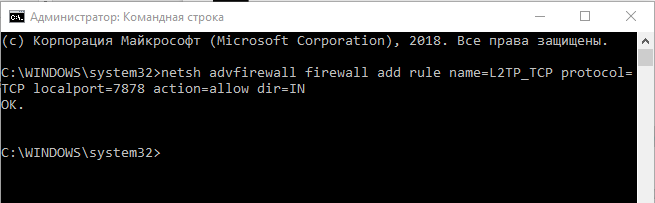 Администратор: Командная строка
(c) Корпорация Майкрософт (Microsoft Corporation), 2018. Все права защищены.
C:\WINDOWS\system32>netsh advfirewall firewall add rule name=L2TP_TCP protocol=
TCP localport=7878 action=allow dir=IN
ОК.
C:\WINDOWS\system32>